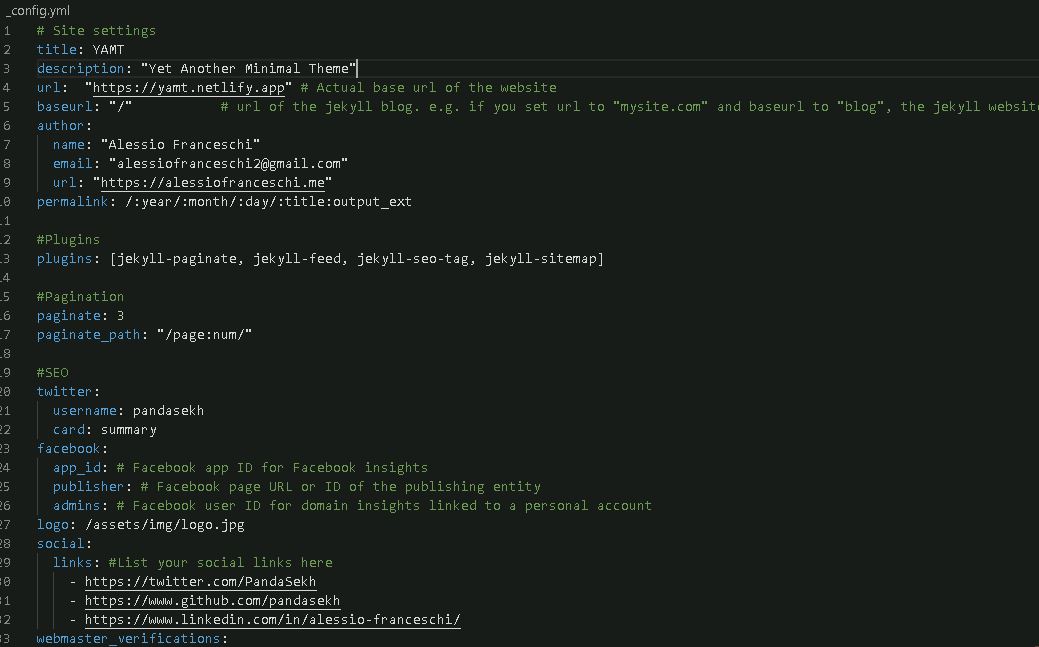 _config.yml
1 # Site settings
2 title: YAMT
3 description: "Yet Another Minimal Theme"
4 url:  "https://yamt.netlify.app" # Actual base url of the website
5 baseurl: "/"           # url of the jekyll blog. e.g. if you set url to "mysite.com" and baseurl to "blog", the jekyll website
6 author:
7   name: "Alessio Franceschi"
8   email: "alessiofranceschi2@gmail.com"
9   url: "https://alessiofranceschi.me"
10 permalink: /:year/:month/:day/:title:output_ext
11
12 #Plugins
13 plugins: [jekyll-paginate, jekyll-feed, jekyll-seo-tag, jekyll-sitemap]
14
15 #Pagination
16 paginate: 3
17 paginate_path: "/page:num/"
18
19 #SEO
20 twitter:
21   username: pandasekh
22   card: summary
23 facebook:
24   app_id: # Facebook app ID for Facebook insights
25   publisher: # Facebook page URL or ID of the publishing entity
26   admins: # Facebook user ID for domain insights linked to a personal account
27 logo: /assets/img/logo.jpg
28 social:
29   links: #List your social links here
30     - https://twitter.com/PandaSekh
31     - https://www.github.com/pandasekh
32     - https://www.linkedin.com/in/alessio-franceschi/
33 webmaster_verifications: